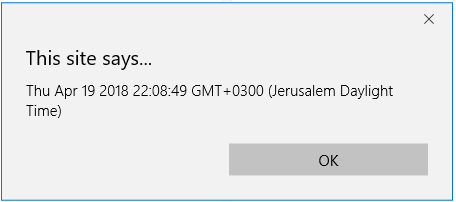 This site says...
Thu Apr 19 2018 22:08:49 GMT+0300 (Jerusalem Daylight
Time)
OK